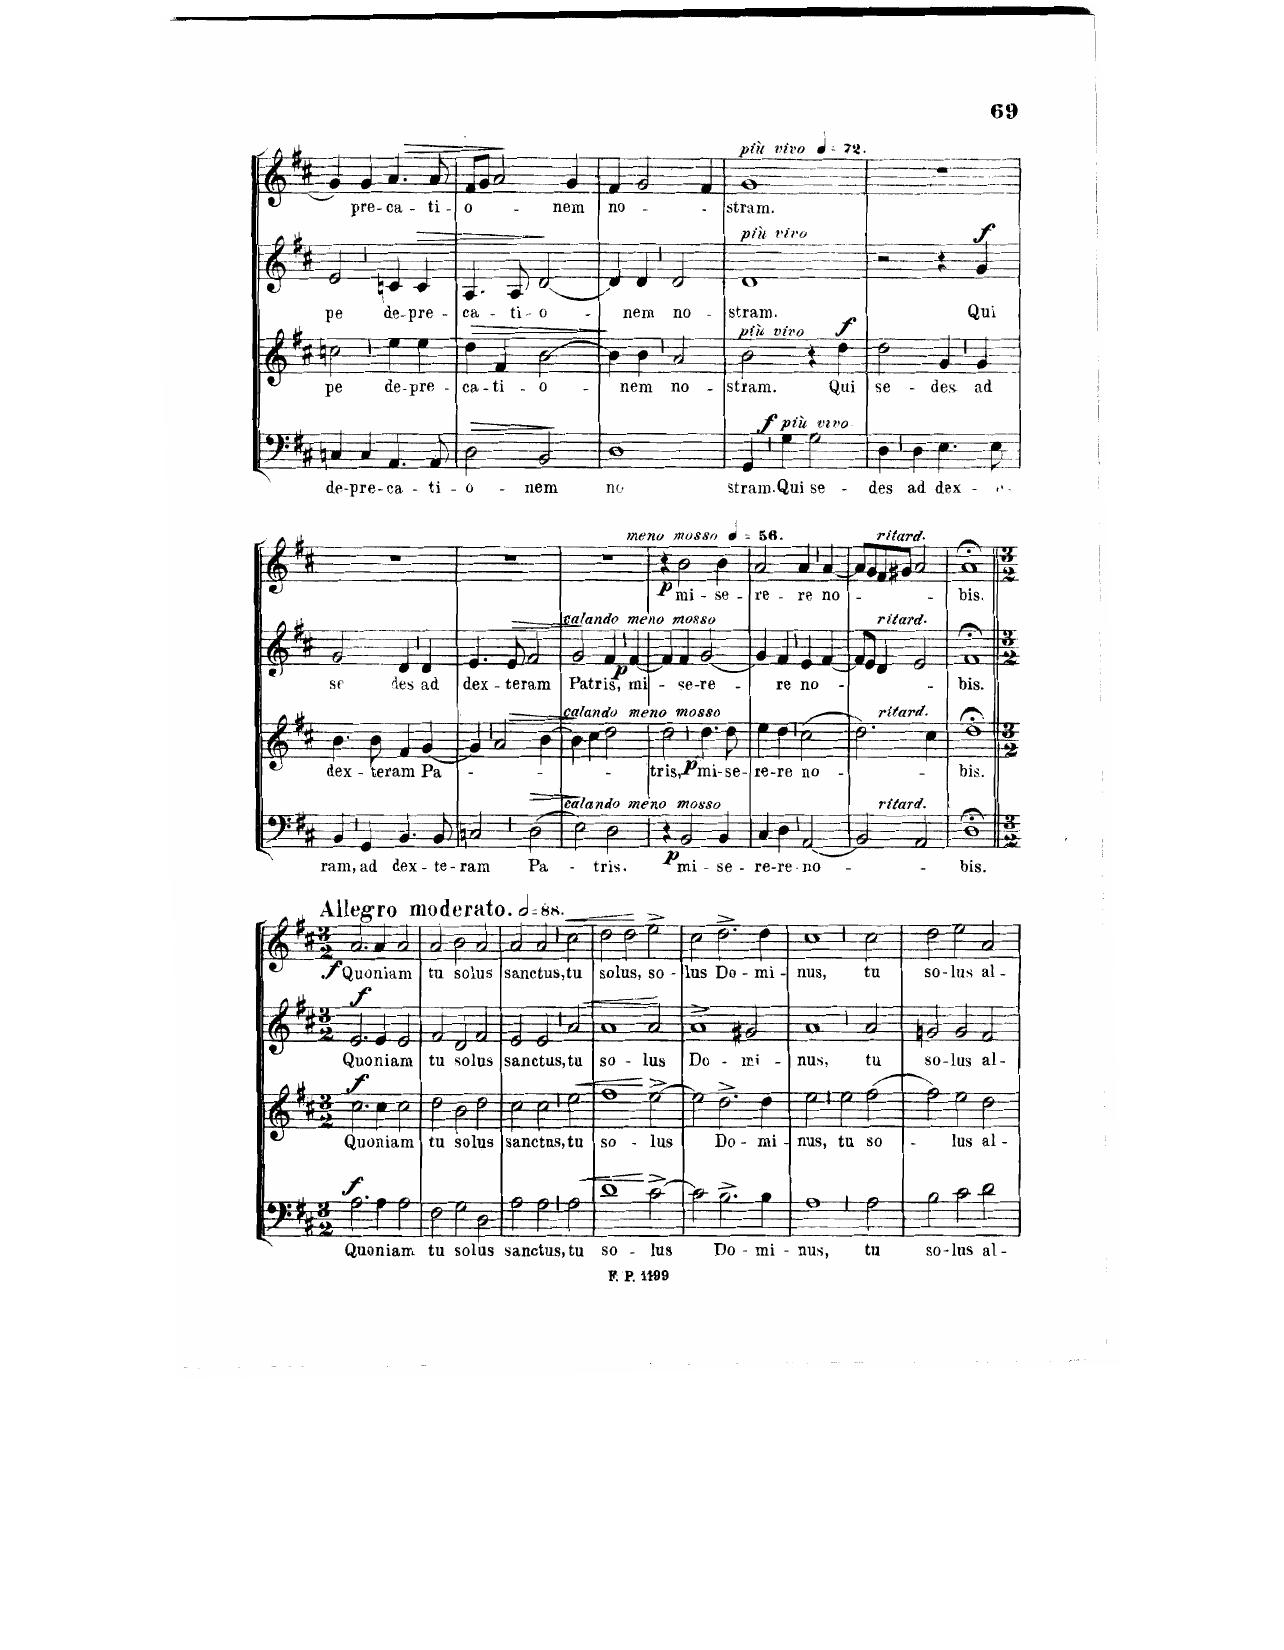 69
più vivo = 72.
pre-ca - ti-o - nem no - - stram.
più vivo
f
pe de-pre-ca - ti-o - nem no - stram. Qui
più vivo f
pe de-pre-ca-ti-o - nem no - stram. Qui se - des ad
f più vivo
de-pre-ca-ti-o - nem no stram. Qui se - des ad dex -
meno mosso = 56. ritard.
p mi-se-re-re no - - bis.
calando meno mosso ritard.
p
se des ad dex-teram Patris, mi - se-re - re no - - bis.
calando meno mosso ritard.
dex-teram Pa - - - tris, p mi-se-re-re no - - bis.
calando meno mosso ritard.
ram, ad dex-te-ram Pa - tris. p mi-se-re-re no - - bis.
Allegro moderato. = 88.
f Quoniam tu solus sanctus, tu solus, so-lus Do-mi-nus, tu so-lus al-
f
Quoniam tu solus sanctus, tu so - lus Do - mi - nus, tu so-lus al-
f
Quoniam tu solus sanctus, tu so - lus Do-mi-nus, tu so - lus al-
f
Quoniam tu solus sanctus, tu so - lus Do-mi-nus, tu so-lus al-
F. P. 1199